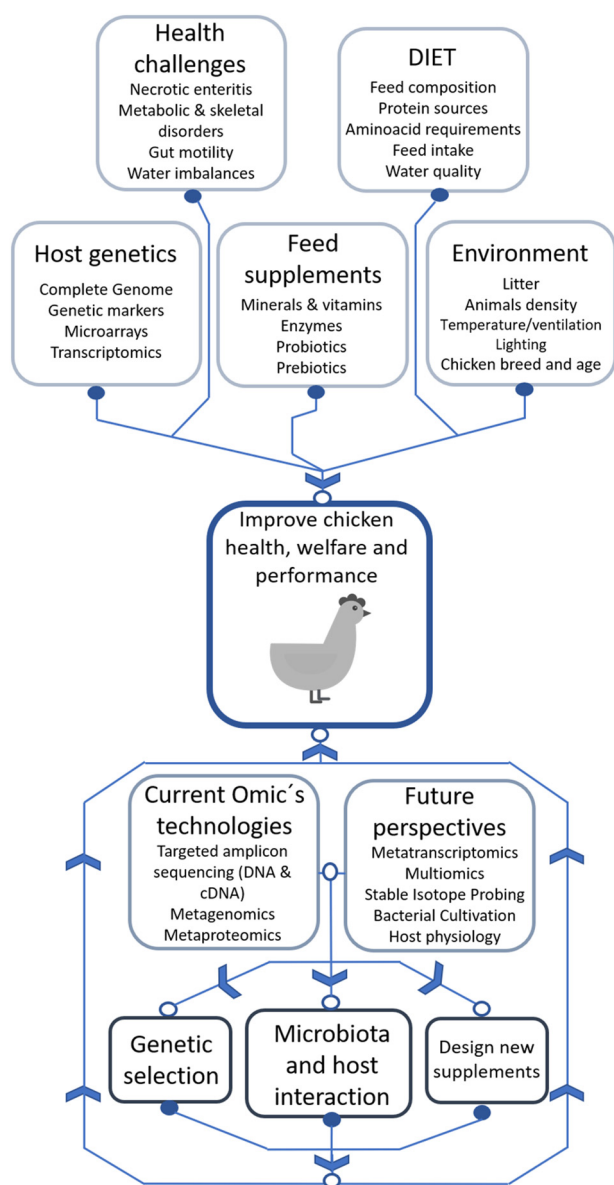 Health
challenges
Necrotic enteritis
Metabolic & skeletal
disorders
Gut motility
Water imbalances
DIET
Feed composition
Protein sources
Aminoacid requirements
Feed intake
Water quality
Host genetics
Complete Genome
Genetic markers
Microarrays
Transcriptomics
Feed
supplements
Minerals & vitamins
Enzymes
Probiotics
Prebiotics
Environment
Litter
Animals density
Temperature/ventilation
Lighting
Chicken breed and age
Improve chicken
health, welfare and
performance
Current Omic´s
technologies
Targeted amplicon
sequencing (DNA &
cDNA)
Metagenomics
Metaproteomics
Future
perspectives
Metatranscriptomics
Multiomics
Stable Isotope Probing
Bacterial Cultivation
Host physiology
Genetic
selection
Microbiota
and host
interaction
Design new
supplements